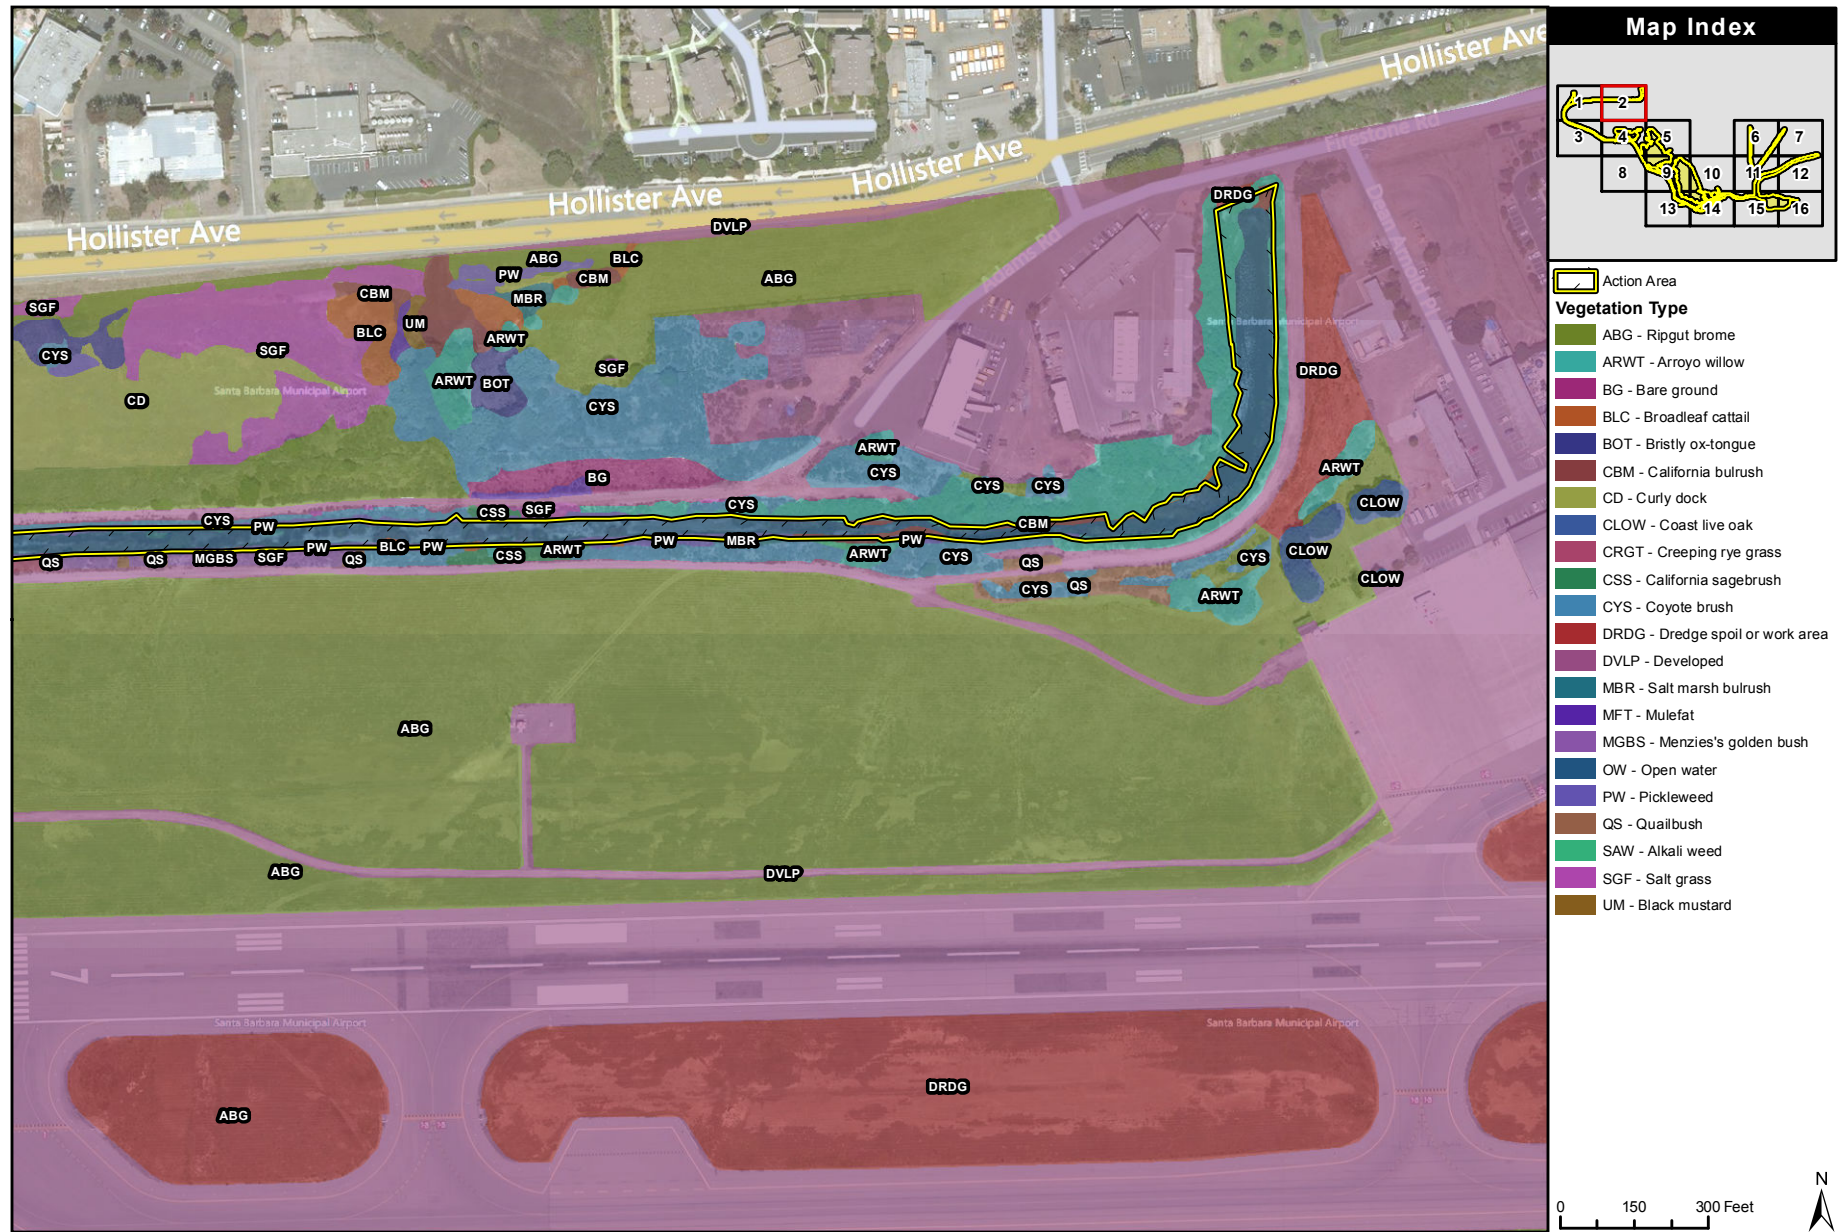 Hollister Ave
Hollister Ave
Hollister Ave
Hollister Ave
Firestone Rd
Adams Rd
DVLP
ABG
BLC
PW
CBM
ABG
MBR
SGF
CBM
UM
BLC
ARWT
CYS
SGF
SGF
ARWT
BOT
CD
CYS
Santa Barbara Municipal Airport
Santa Barbara Municipal Airport
DRDG
DRDG
ARWT
CYS
BG
CYS
CYS
ARWT
CLOW
CYS
CSS
SGF
CYS
PW
CBM
QS
QS
MGBS
SGF
PW
QS
BLC
PW
CSS
ARWT
PW
MBR
ARWT
PW
CYS
QS
CYS
QS
CYS
CLOW
CLOW
ARWT
ABG
ABG
DVLP
7
Santa Barbara Municipal Airport
Santa Barbara Municipal Airport
ABG
DRDG
Map Index
1
2
3
4
5
6
7
8
9
10
11
12
13
14
15
16
Action Area
Vegetation Type
ABG - Ripgut brome
ARWT - Arroyo willow
BG - Bare ground
BLC - Broadleaf cattail
BOT - Bristly ox-tongue
CBM - California bulrush
CD - Curly dock
CLOW - Coast live oak
CRGT - Creeping rye grass
CSS - California sagebrush
CYS - Coyote brush
DRDG - Dredge spoil or work area
DVLP - Developed
MBR - Salt marsh bulrush
MFT - Mulefat
MGBS - Menzies's golden bush
OW - Open water
PW - Pickleweed
QS - Quailbush
SAW - Alkali weed
SGF - Salt grass
UM - Black mustard
N
0 150 300 Feet